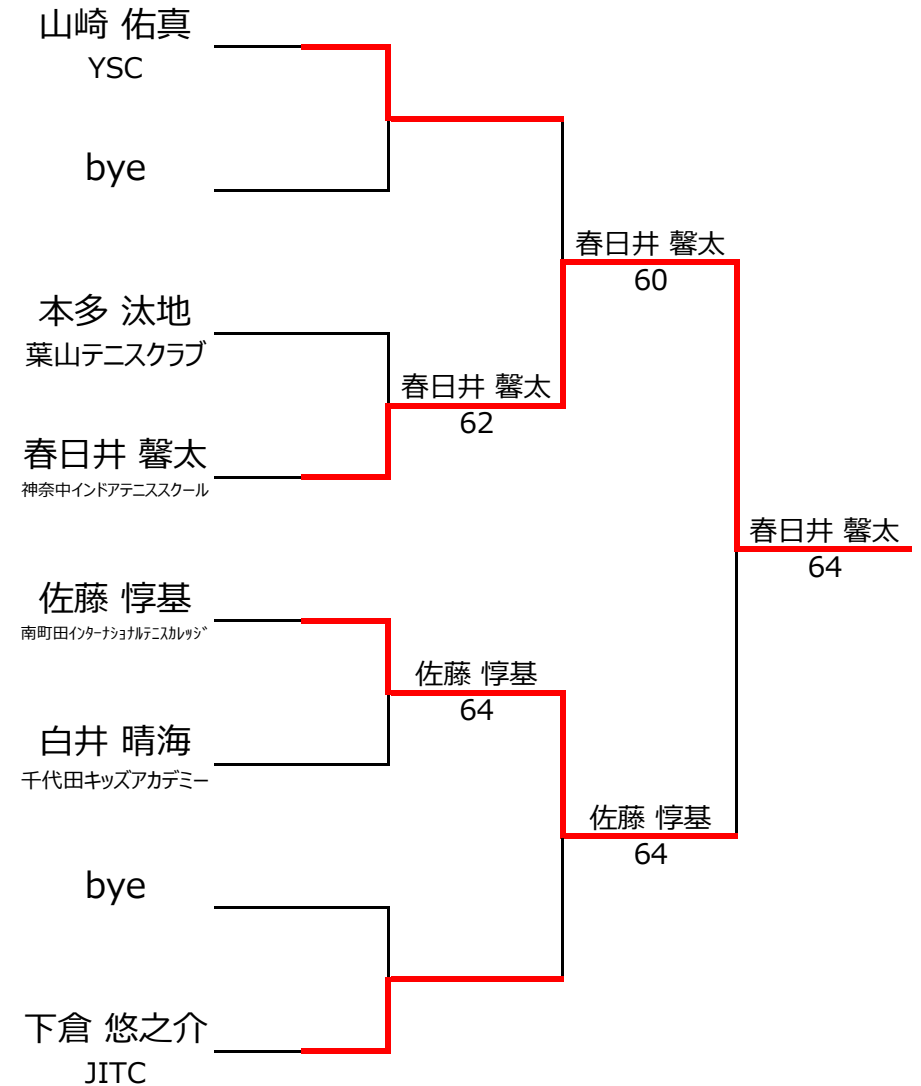 山崎 佑真
YSC
bye
本多 汰地
葉山テニスクラブ
春日井 馨太
神奈中インドアテニススクール
佐藤 惇基
南町田ｲﾝﾀｰﾅｼｮﾅﾙﾃﾆｽｶﾚｯｼﾞ
白井 晴海
千代田キッズアカデミー
bye
下倉 悠之介
JITC
春日井 馨太
62
佐藤 惇基
64
春日井 馨太
60
佐藤 惇基
64
春日井 馨太
64